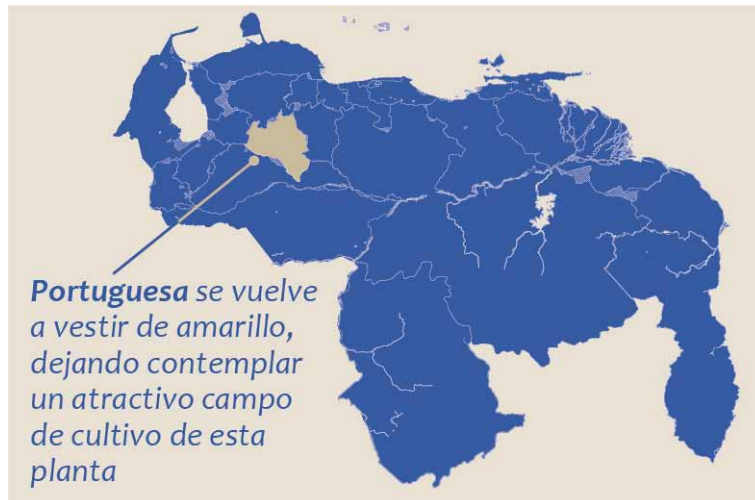 Portuguesa se vuelve
a vestir de amarillo,
dejando contemplar
un atractivo campo
de cultivo de esta
planta